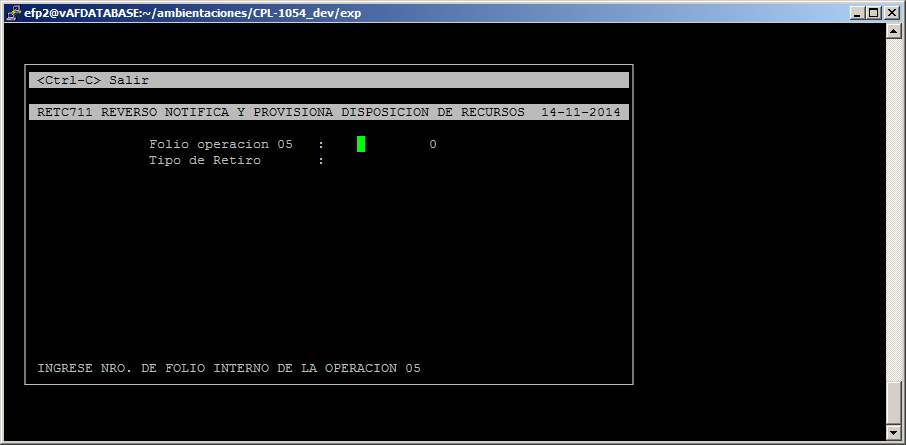 efp2@vAFDATABASE:~/ambientaciones/CPL-1054_dev/exp
<Ctrl-C> Salir
RETC711 REVERSO NOTIFICA Y PROVISIONA DISPOSICION DE RECURSOS 14-11-2014
Folio operacion 05 : 0
Tipo de Retiro :
INGRESE NRO. DE FOLIO INTERNO DE LA OPERACION 05